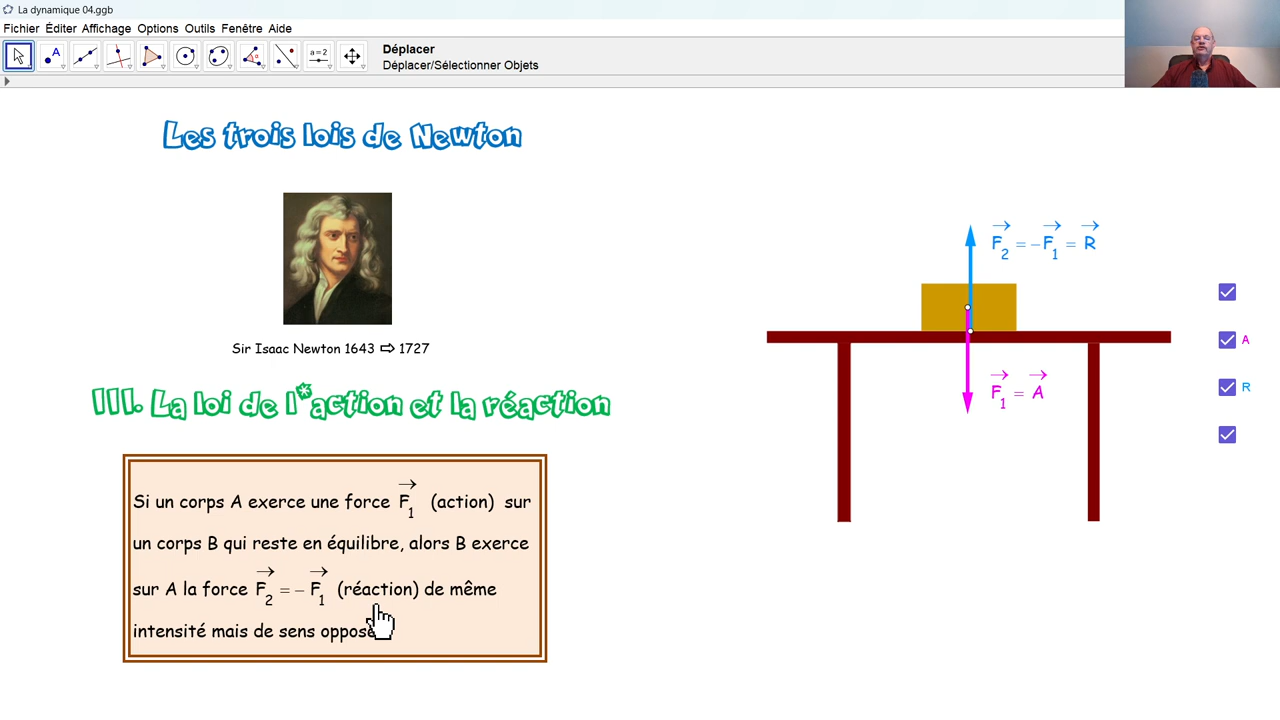 La dynamique 04.ggb
Fichier Éditer Affichage Options Outils Fenêtre Aide
A
a=2
Déplacer
Déplacer/Sélectionner Objets
Les trois lois de Newton
Sir Isaac Newton 1643 ⇨ 1727
III. La loi de l*action et la réaction
Si un corps A exerce une force F₁ (action) sur
un corps B qui reste en équilibre, alors B exerce
sur A la force F₂ = – F₁ (réaction) de même
intensité mais de sens opposé
F₂ = –F₁ = R
F₁ = A
A
R